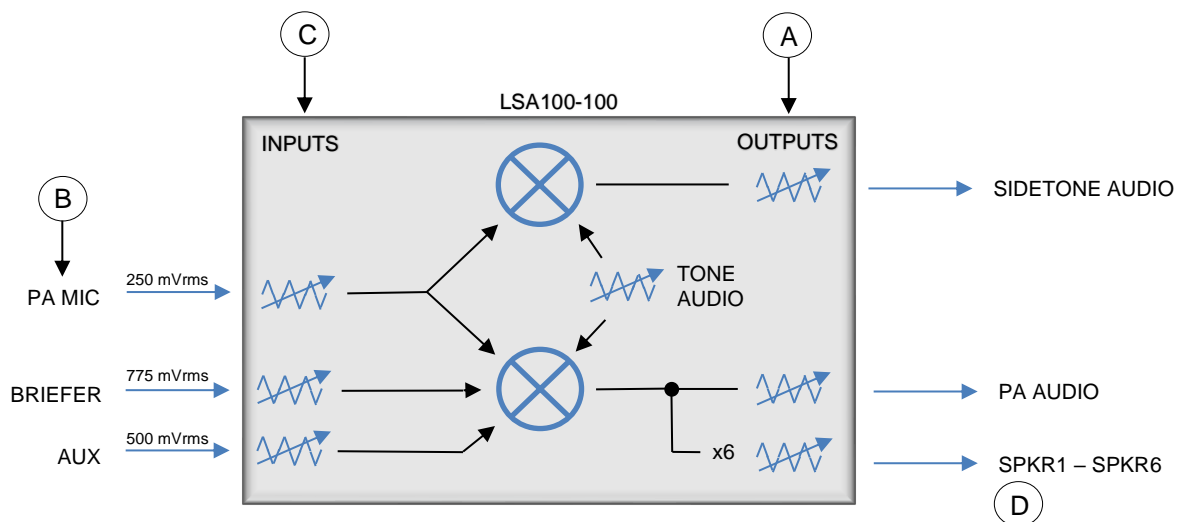 C
A
LSA100-100
INPUTS
OUTPUTS
B
SIDETONE AUDIO
250 mVrms
PA MIC
TONE
AUDIO
775 mVrms
BRIEFER
PA AUDIO
500 mVrms
AUX
x6
SPKR1 – SPKR6
D